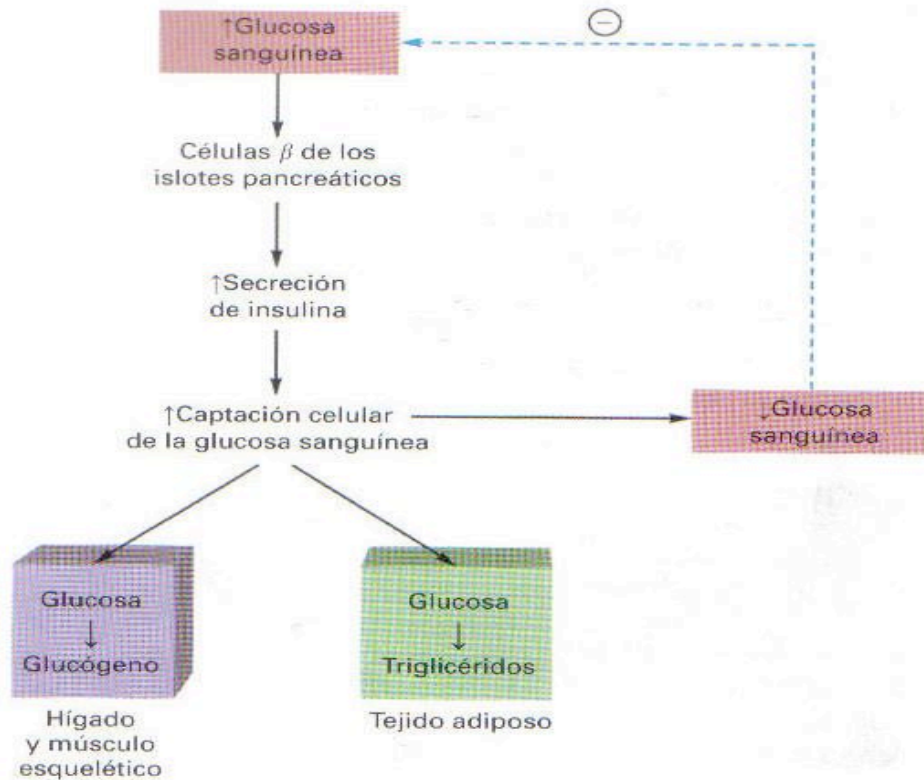 ↑Glucosa
sanguínea
−
Células β de los
islotes pancreáticos
↑Secreción
de insulina
↑Captación celular
de la glucosa sanguínea
↓Glucosa
sanguínea
Glucosa
↓
Glucógeno
Hígado
y músculo
esquelético
Glucosa
↓
Triglicéridos
Tejido adiposo